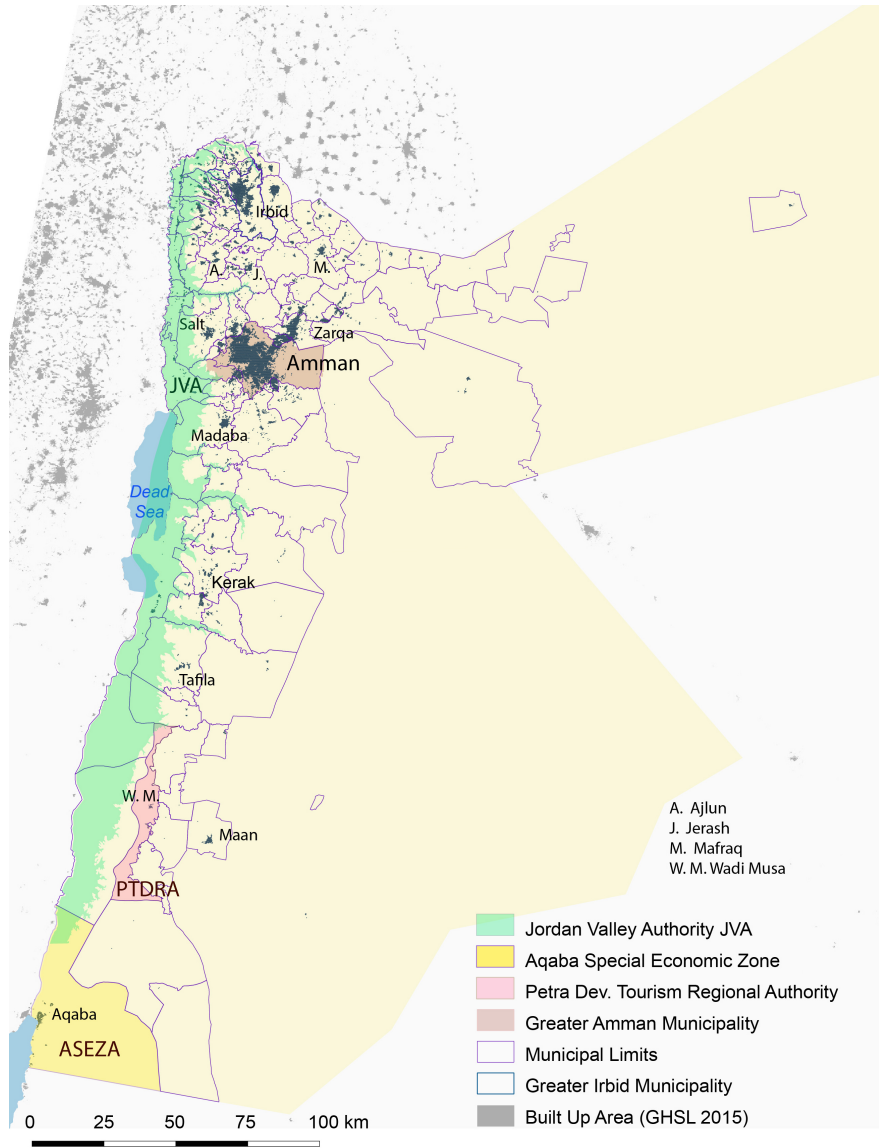 Irbid
A.
J.
M.
Salt
Zarqa
Amman
JVA
Madaba
Dead
Sea
Kerak
Tafila
W. M.
Maan
PTDRA
Aqaba
ASEZA
A. Ajlun
J. Jerash
M. Mafraq
W. M. Wadi Musa
Jordan Valley Authority JVA
Aqaba Special Economic Zone
Petra Dev. Tourism Regional Authority
Greater Amman Municipality
Municipal Limits
Greater Irbid Municipality
Built Up Area (GHSL 2015)
0 25 50 75 100 km